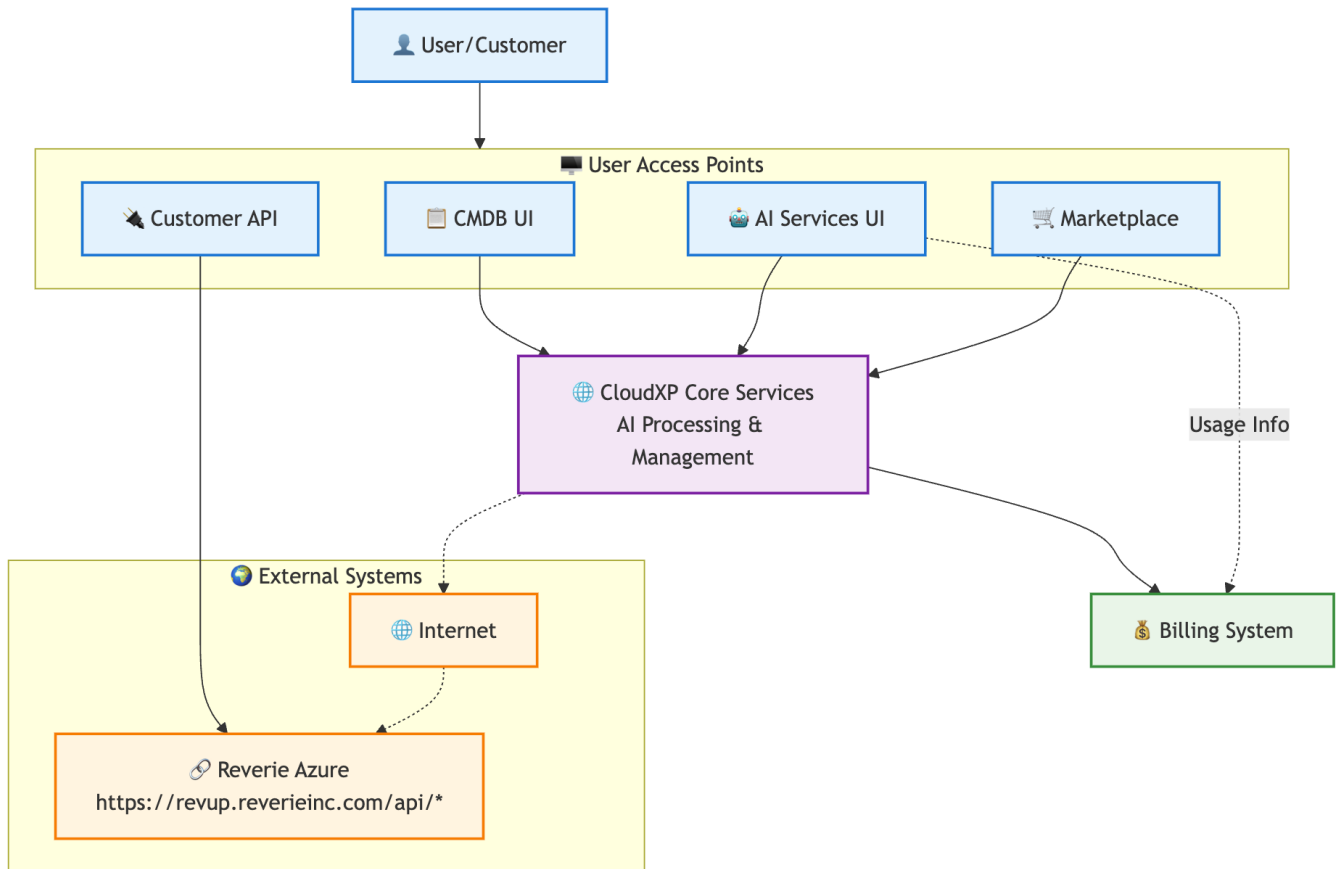 👤 User/Customer
🖥️ User Access Points
🔌 Customer API
📋 CMDB UI
🤖 AI Services UI
🛒 Marketplace
🌐 CloudXP Core Services
AI Processing &
Management
Usage Info
🌍 External Systems
🌐 Internet
💰 Billing System
🔗 Reverie Azure
https://revup.reverieinc.com/api/*